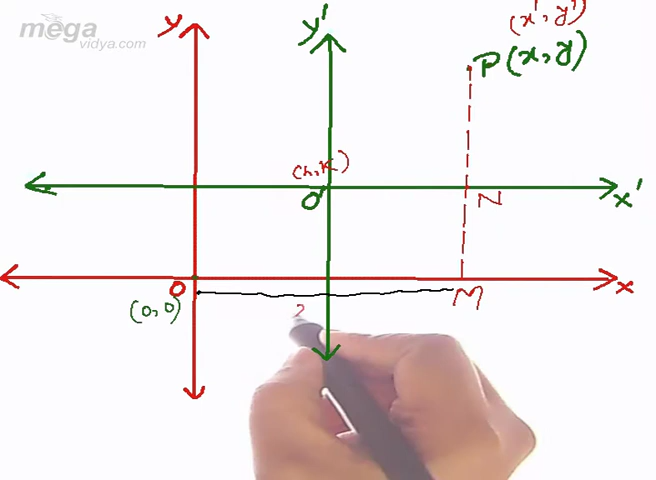 mega
vidya.com
y
y'
(x', y')
P(x, y)
(h, k)
O'
N
x'
O
M
x
(0,0)